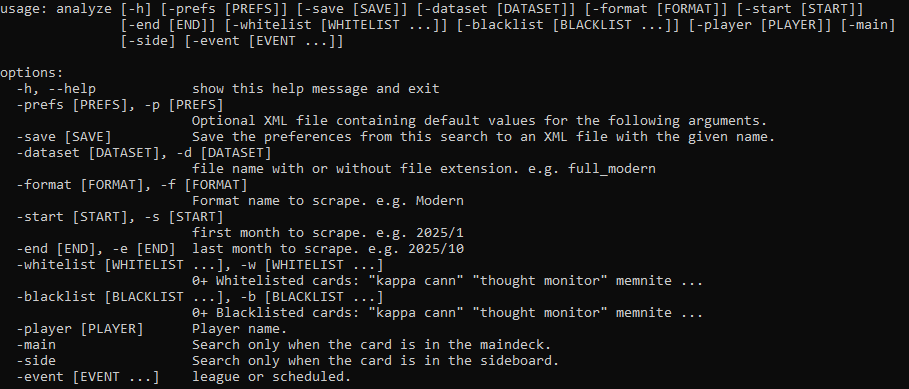 usage: analyze [-h] [-prefs [PREFS]] [-save [SAVE]] [-dataset [DATASET]] [-format [FORMAT]] [-start [START]]
[-end [END]] [-whitelist [WHITELIST ...]] [-blacklist [BLACKLIST ...]] [-player [PLAYER]] [-main]
[-side] [-event [EVENT ...]]

options:
-h, --help show this help message and exit
-prefs [PREFS], -p [PREFS]
Optional XML file containing default values for the following arguments.
-save [SAVE] Save the preferences from this search to an XML file with the given name.
-dataset [DATASET], -d [DATASET]
file name with or without file extension. e.g. full_modern
-format [FORMAT], -f [FORMAT]
Format name to scrape. e.g. Modern
-start [START], -s [START]
first month to scrape. e.g. 2025/1
-end [END], -e [END] last month to scrape. e.g. 2025/10
-whitelist [WHITELIST ...], -w [WHITELIST ...]
0+ Whitelisted cards: "kappa cann" "thought monitor" memnite ...
-blacklist [BLACKLIST ...], -b [BLACKLIST ...]
0+ Blacklisted cards: "kappa cann" "thought monitor" memnite ...
-player [PLAYER] Player name.
-main Search only when the card is in the maindeck.
-side Search only when the card is in the sideboard.
-event [EVENT ...] league or scheduled.